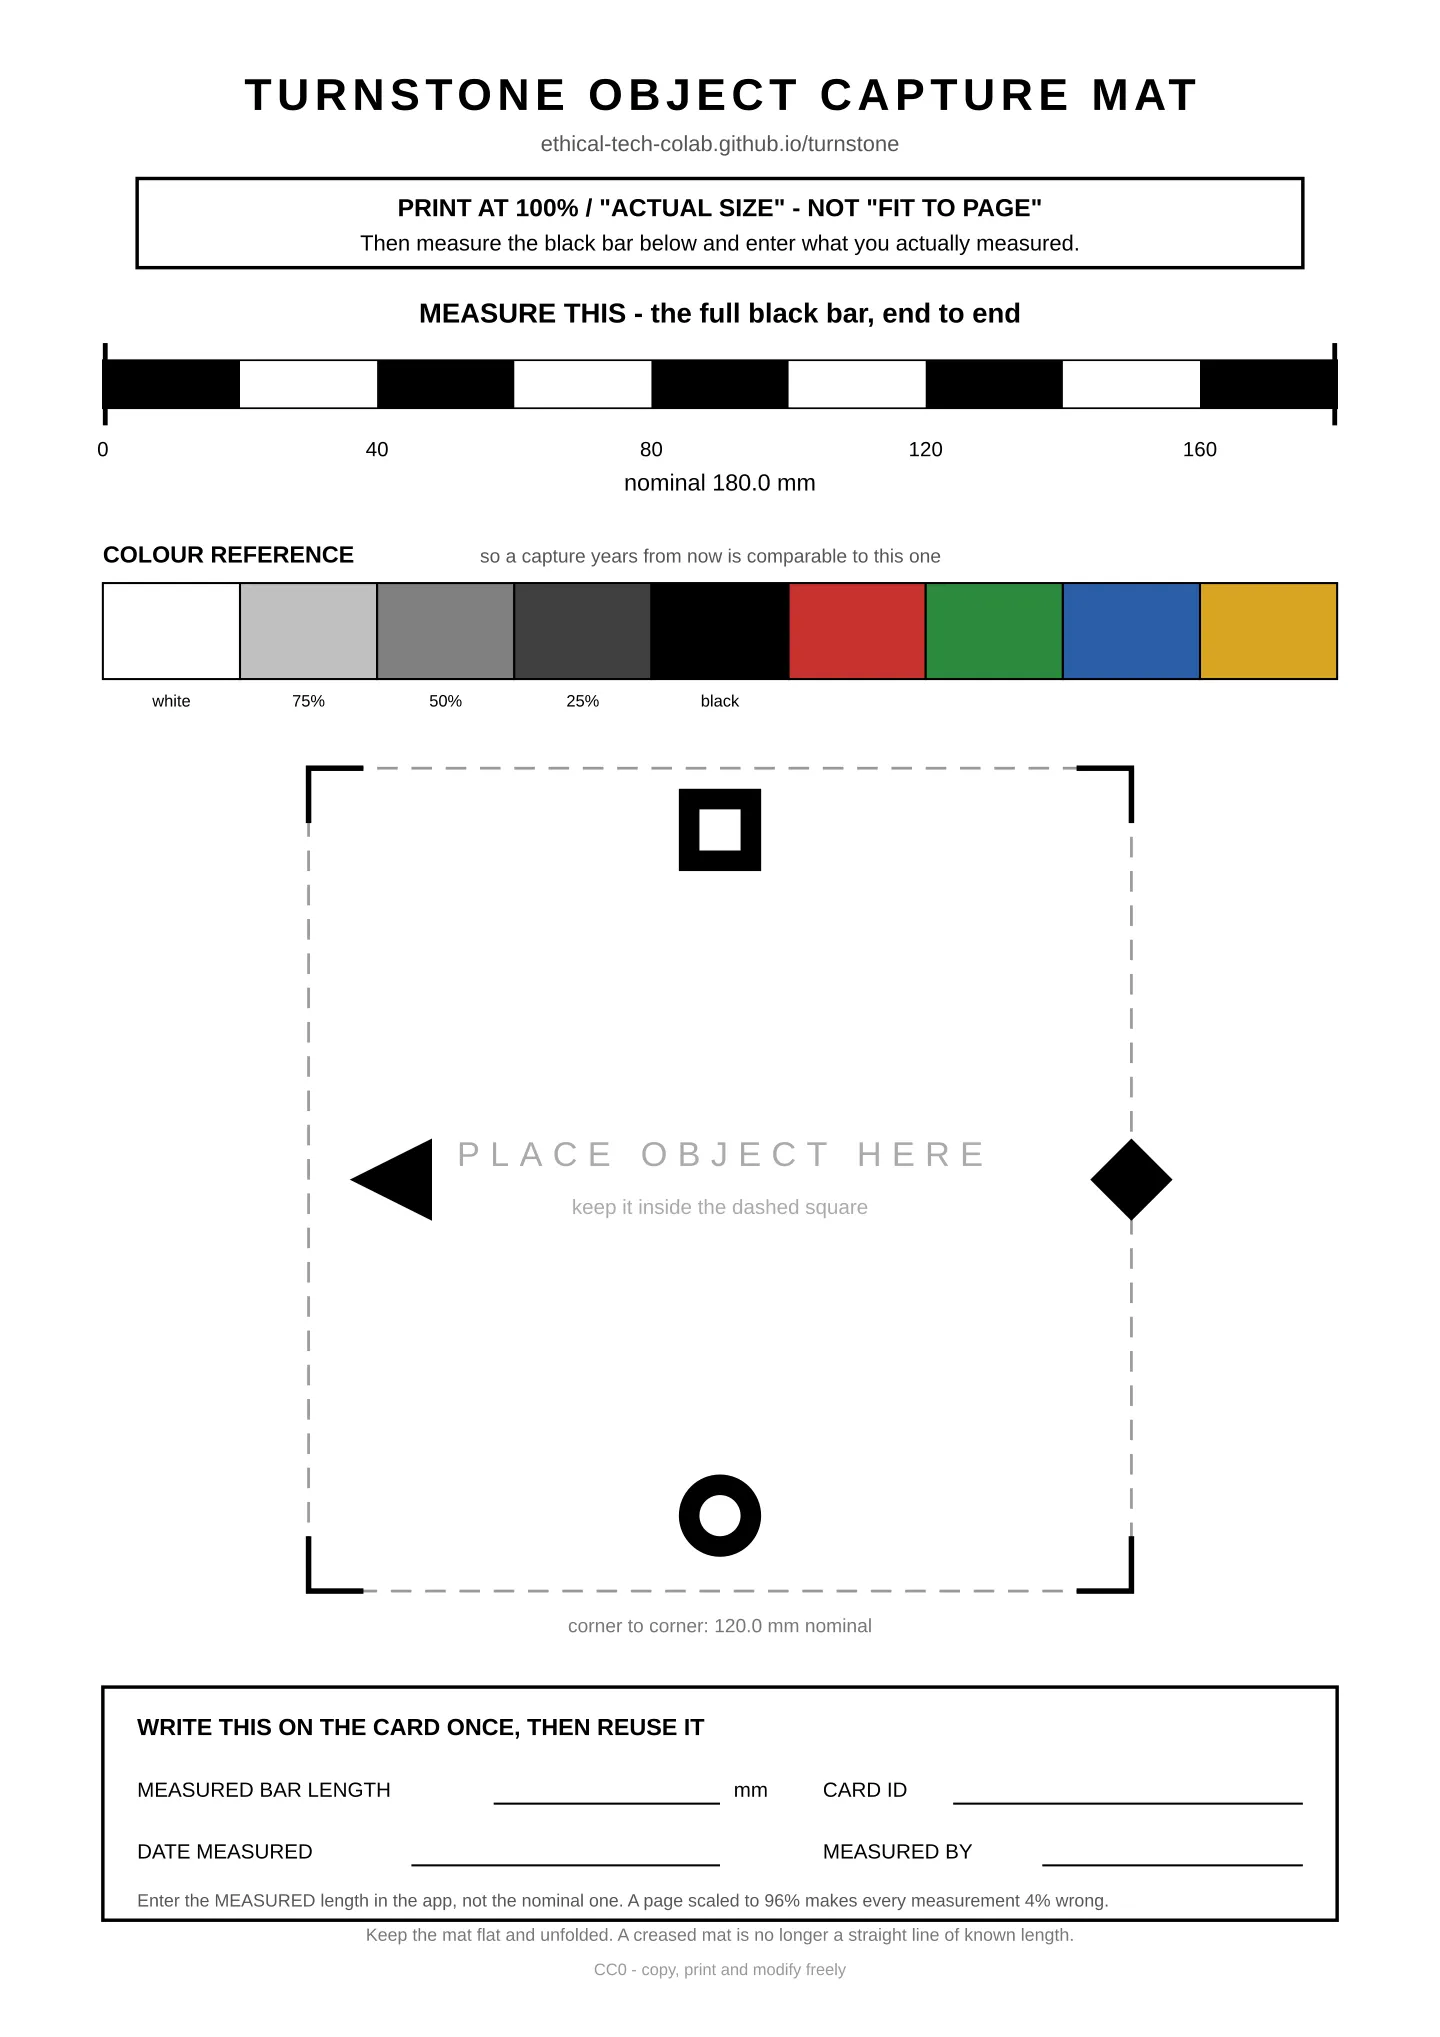 TURNSTONE OBJECT CAPTURE MAT
ethical-tech-colab.github.io/turnstone
PRINT AT 100% / "ACTUAL SIZE" - NOT "FIT TO PAGE"
Then measure the black bar below and enter what you actually measured.
MEASURE THIS - the full black bar, end to end
0 40 80 120 160
nominal 180.0 mm
COLOUR REFERENCE so a capture years from now is comparable to this one
white 75% 50% 25% black
PLACE OBJECT HERE
keep it inside the dashed square
corner to corner: 120.0 mm nominal
WRITE THIS ON THE CARD ONCE, THEN REUSE IT
MEASURED BAR LENGTH mm CARD ID
DATE MEASURED MEASURED BY
Enter the MEASURED length in the app, not the nominal one. A page scaled to 96% makes every measurement 4% wrong.
Keep the mat flat and unfolded. A creased mat is no longer a straight line of known length.
CC0 - copy, print and modify freely